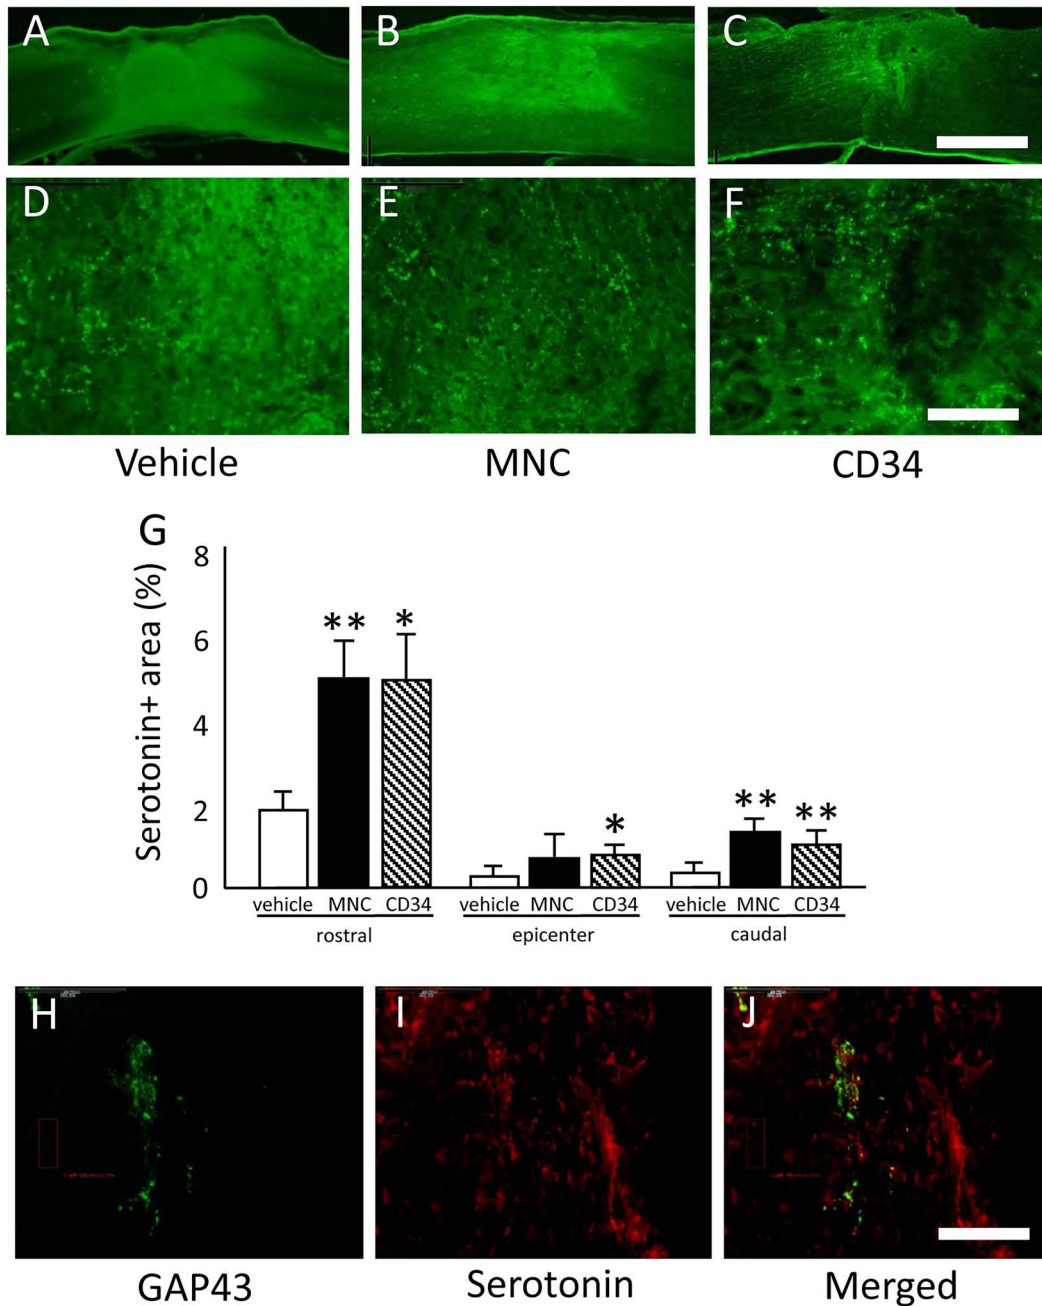 A B C
D E F
Vehicle MNC CD34
G
Serotonin+ area (%)
8
6
4
2
0
** *
*
** **
vehicle MNC CD34 vehicle MNC CD34 vehicle MNC CD34
rostral epicenter caudal
H I J
GAP43 Serotonin Merged